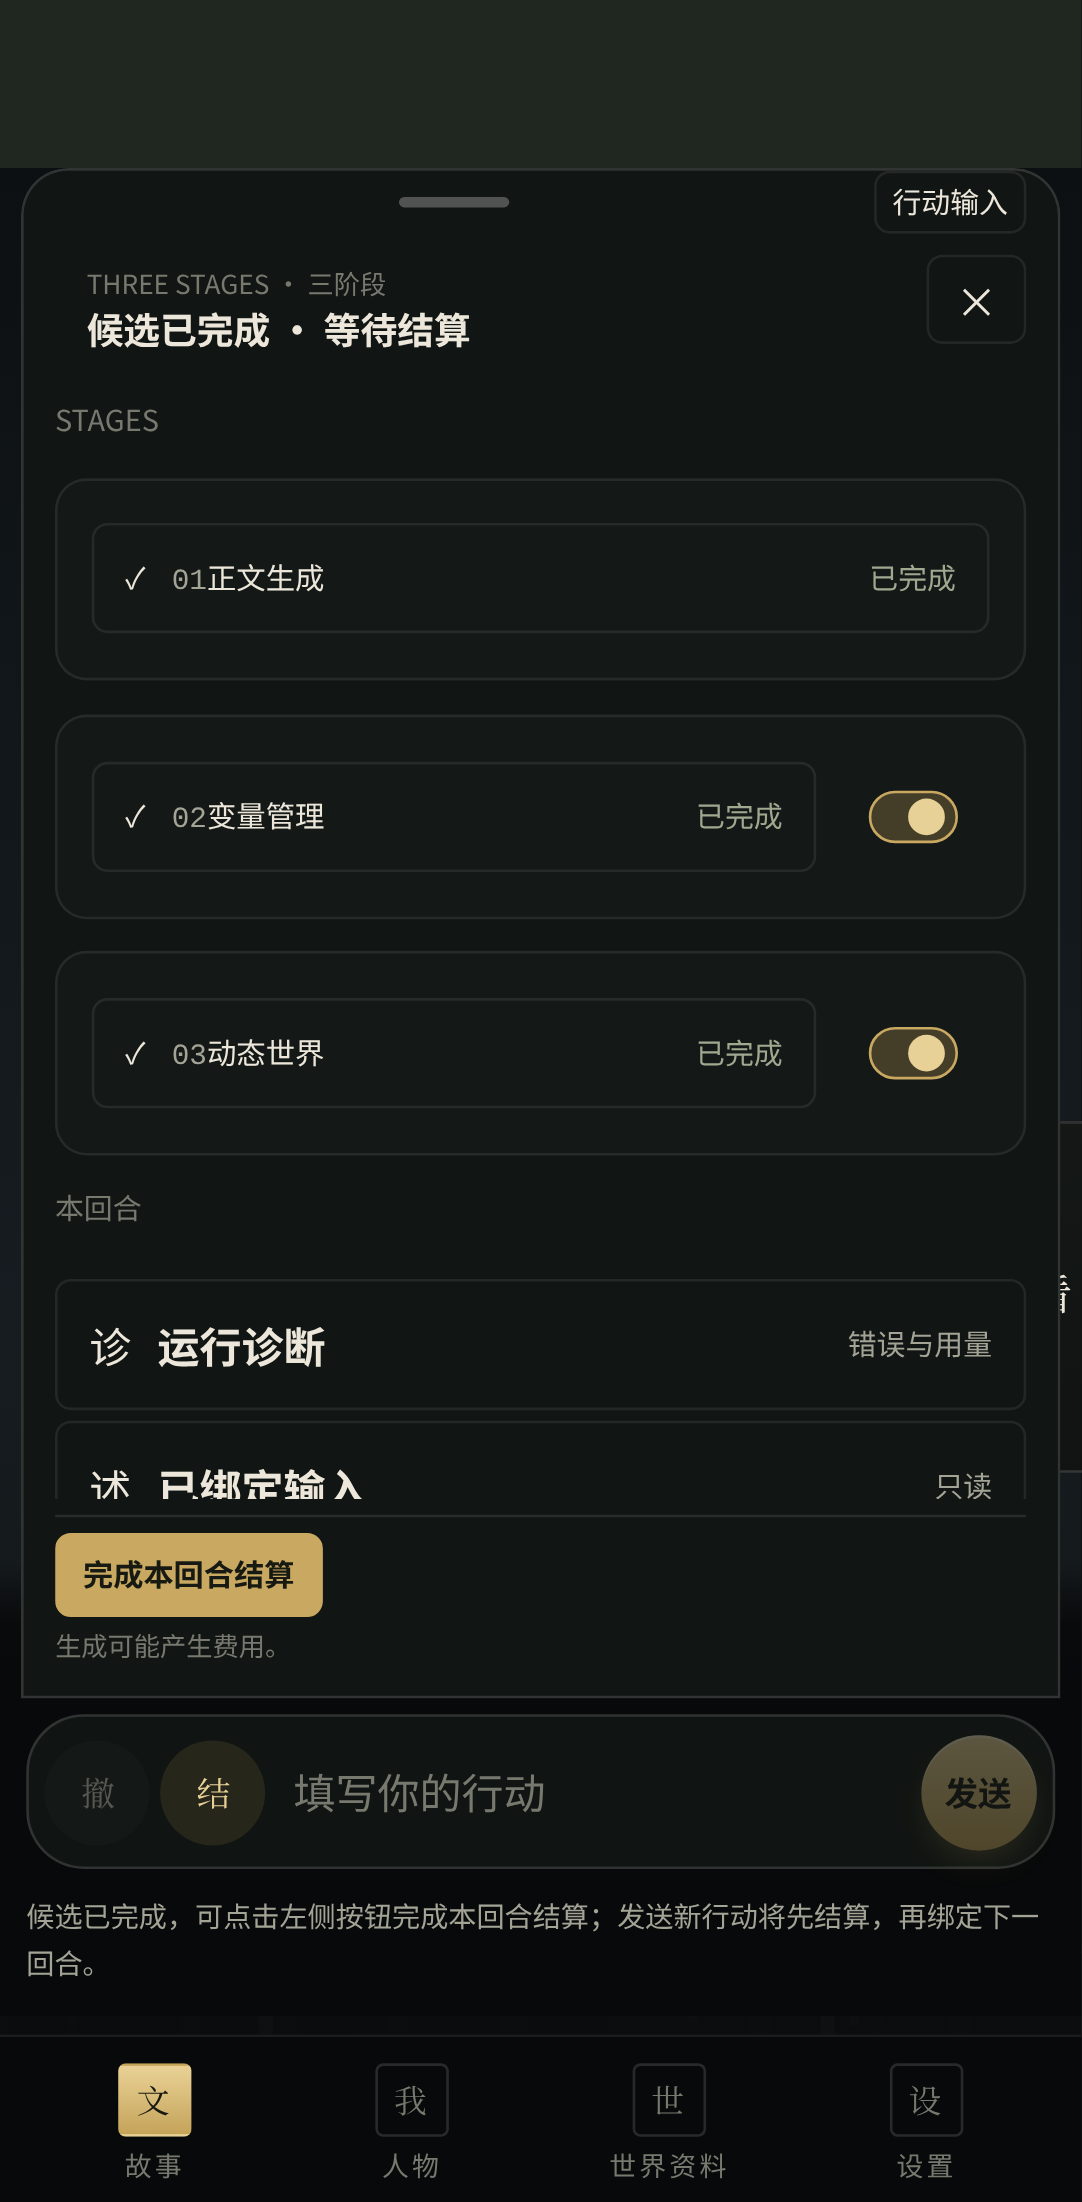 行动输入
THREE STAGES · 三阶段
候选已完成 · 等待结算
STAGES
✓ 01正文生成 已完成
✓ 02变量管理 已完成
✓ 03动态世界 已完成
本回合
诊 运行诊断 错误与用量
述 已绑定输入 只读
完成本回合结算
生成可能产生费用。
撤 结 填写你的行动 发送
候选已完成，可点击左侧按钮完成本回合结算；发送新行动将先结算，再绑定下一
回合。
文 我 世 设
故事 人物 世界资料 设置